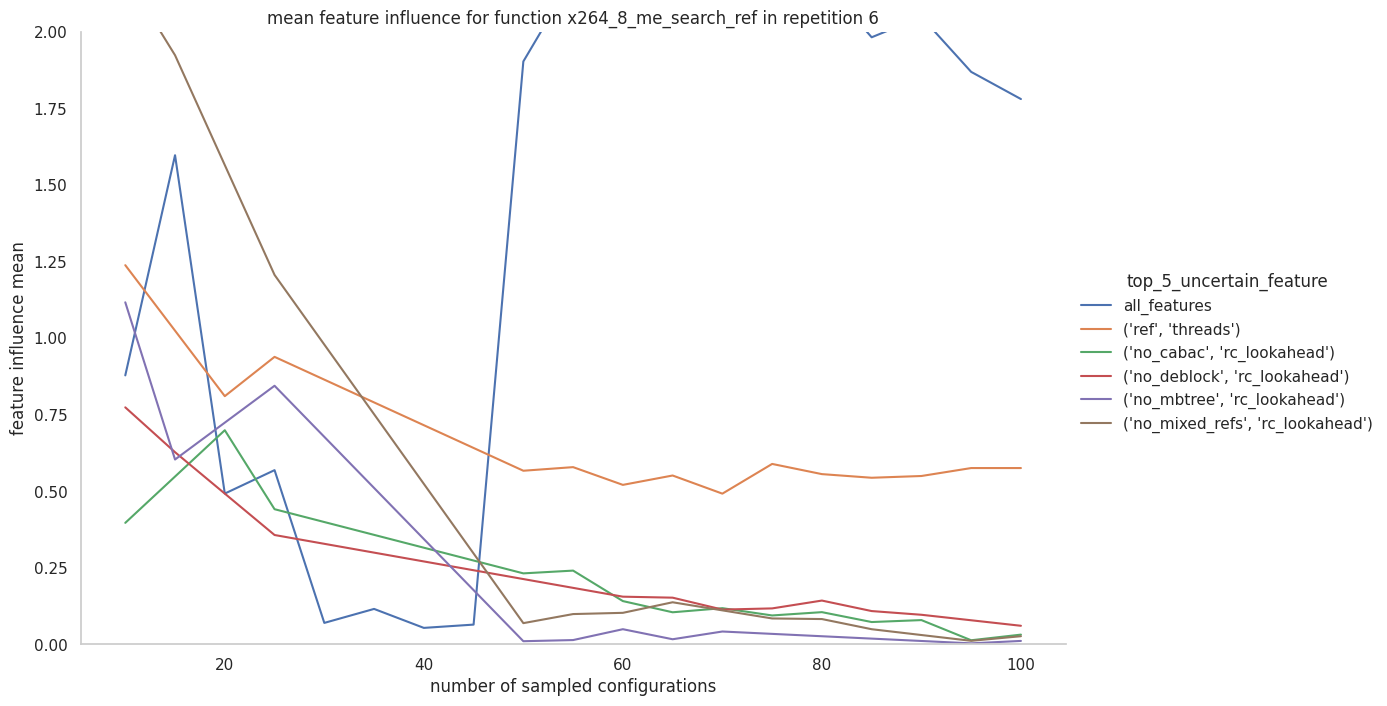 mean feature influence for function x264_8_me_search_ref in repetition 6
2.00
1.75
1.50
1.25
1.00
0.75
0.50
0.25
0.00
feature influence mean
20
40
60
80
100
number of sampled configurations
top_5_uncertain_feature
all_features
('ref', 'threads')
('no_cabac', 'rc_lookahead')
('no_deblock', 'rc_lookahead')
('no_mbtree', 'rc_lookahead')
('no_mixed_refs', 'rc_lookahead')